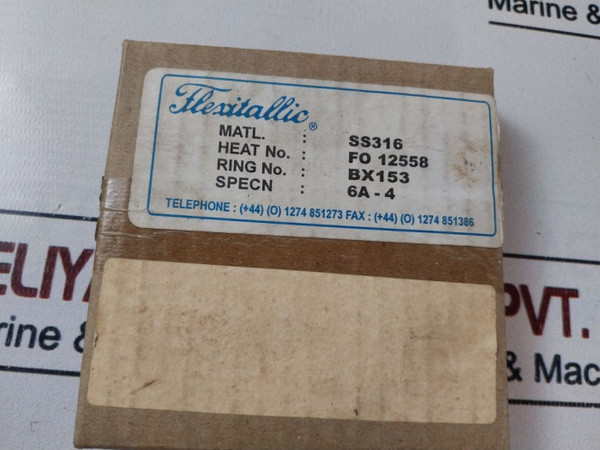 Marine &
Flexitallic®
MATL. : SS316
HEAT No. : FO 12558
RING No. : BX153
SPECN : 6A - 4
TELEPHONE : (+44) (O) 1274 851273 FAX : (+44) (O) 1274 851386
ELIYA PVT.
rine & & Mac